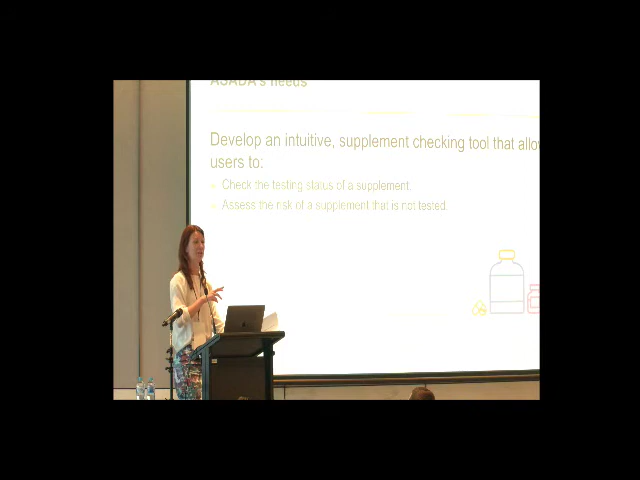 ASADA's needs
Develop an intuitive, supplement checking tool that allo
users to:
Check the testing status of a supplement.
Assess the risk of a supplement that is not tested.